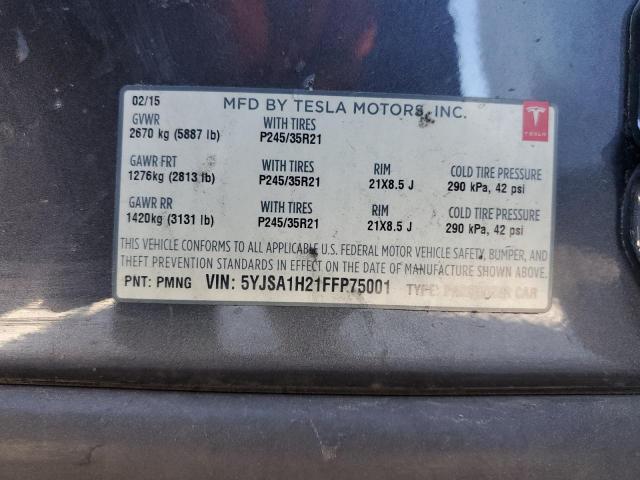 02/15 MFD BY TESLA MOTORS, INC.
GVWR WITH TIRES
2670 kg (5887 lb) P245/35R21
TESLA
GAWR FRT WITH TIRES RIM COLD TIRE PRESSURE
1276kg (2813 lb) P245/35R21 21X8.5 J 290 kPa, 42 psi
GAWR RR WITH TIRES RIM COLD TIRE PRESSURE
1420kg (3131 lb) P245/35R21 21X8.5 J 290 kPa, 42 psi
THIS VEHICLE CONFORMS TO ALL APPLICABLE U.S. FEDERAL MOTOR VEHICLE SAFETY, BUMPER, AND
THEFT PREVENTION STANDARDS IN EFFECT ON THE DATE OF MANUFACTURE SHOWN ABOVE.
PNT: PMNG VIN: 5YJSA1H21FFP75001 TYPE: PASSENGER CAR